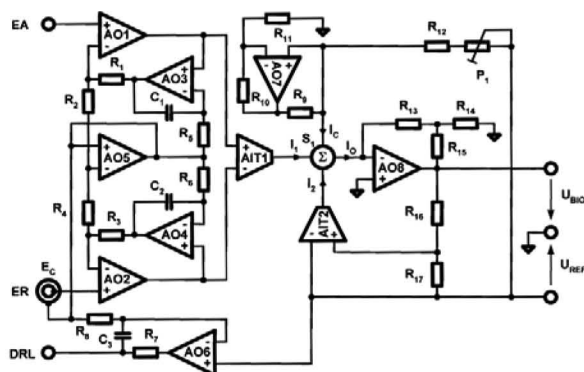 EA
AO1
R1
R2
AO3
C1
R5
AO5
R6
C2
R4
R3
AO4
AO2
EC
ER
R8
C3
R7
DRL
AO6
R11
AO7
R10
R9
AIT1
I1
S1
Σ
IC
IO
I2
AIT2
R12
P1
R13
R14
R15
AO8
R16
R17
UBIO
UREF